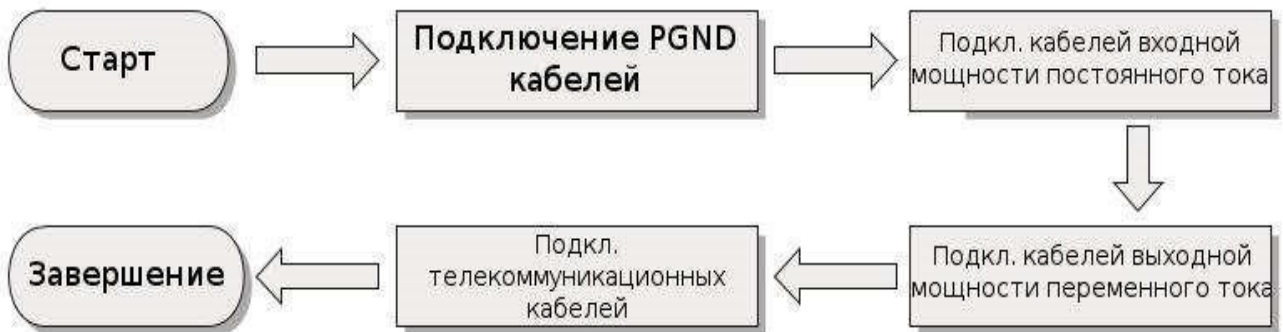 Старт
Подключение PGND
кабелей
Подкл. кабелей входной
мощности постоянного тока
Подкл. кабелей выходной
мощности переменного тока
Подкл.
телекоммуникационных
кабелей
Завершение